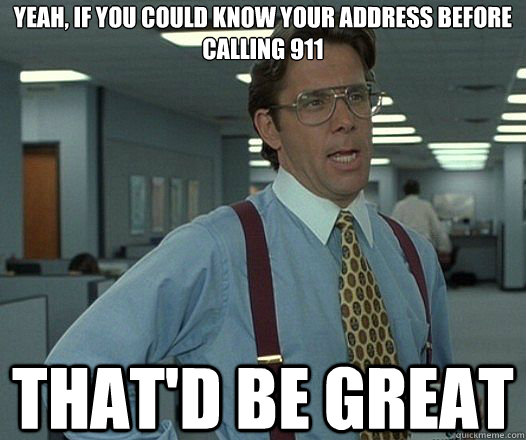 YEAH, IF YOU COULD KNOW YOUR ADDRESS BEFORE
CALLING 911
THAT'D BE GREAT
quickmeme.com